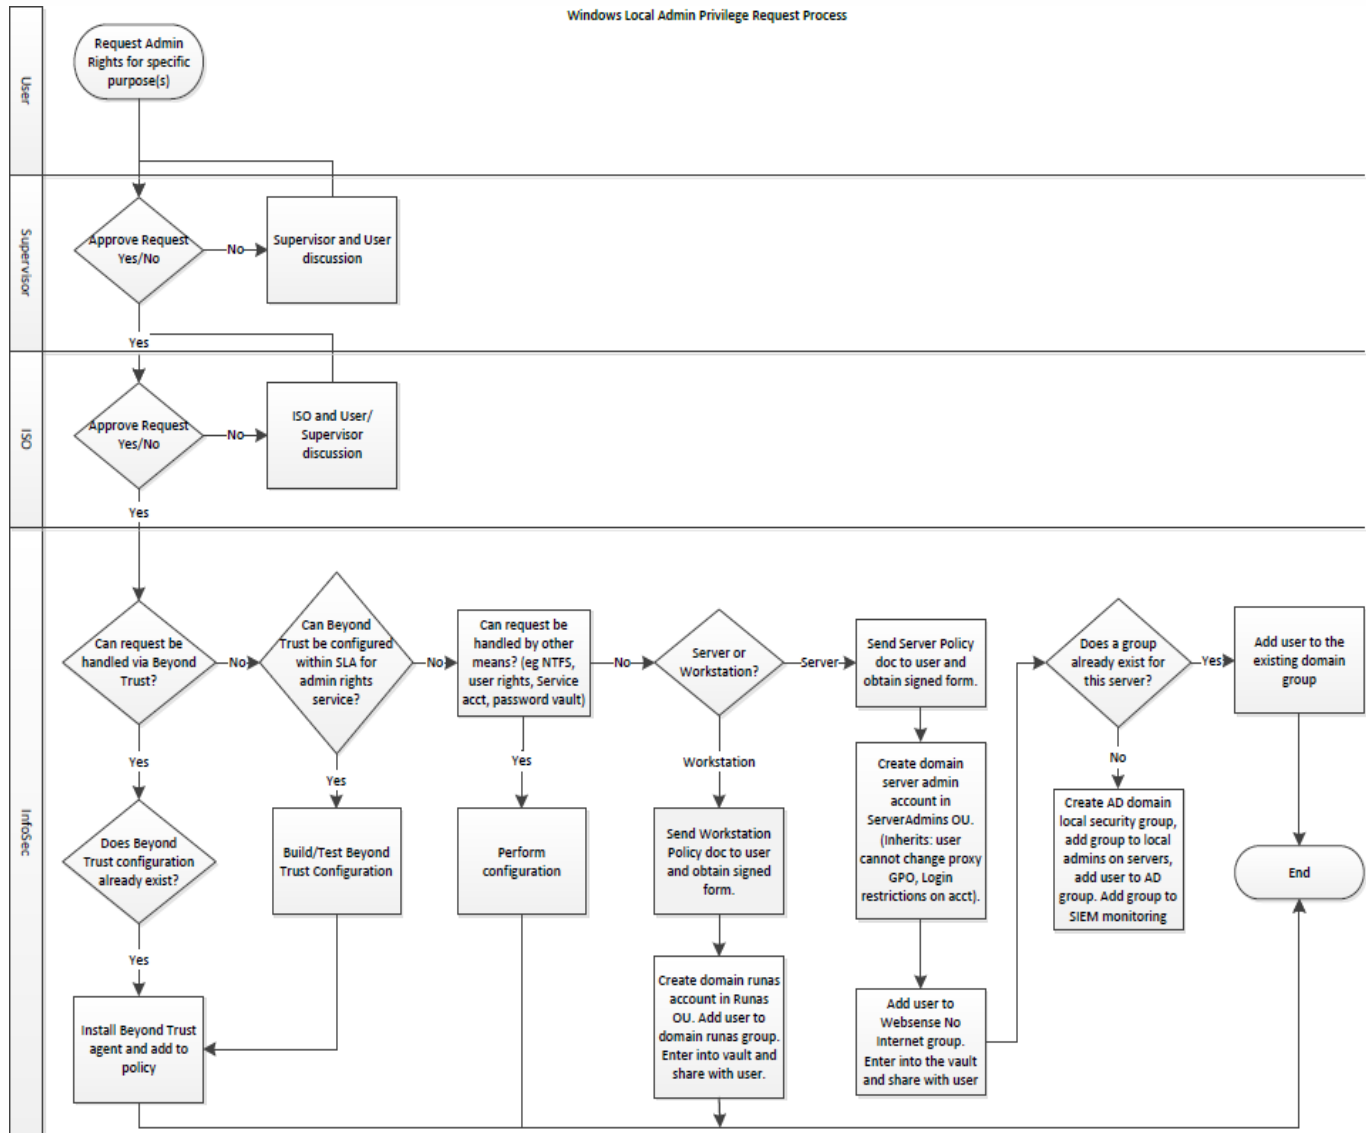 Windows Local Admin Privilege Request Process
User
Request Admin
Rights for specific
purpose(s)
Supervisor
Approve Request
Yes/No
No
Supervisor and User
discussion
Yes
ISO
Approve Request
Yes/No
No
ISO and User/
Supervisor
discussion
Yes
InfoSec
Can request be
handled via Beyond
Trust?
No
Can Beyond
Trust be configured
within SLA for
admin rights
service?
No
Can request be
handled by other
means? (eg NTFS,
user rights, Service
acct, password vault)
No
Server or
Workstation?
Server
Send Server Policy
doc to user and
obtain signed form.
Does a group
already exist for
this server?
Yes
Add user to the
existing domain
group
Yes
Yes
Yes
Workstation
No
Does Beyond
Trust configuration
already exist?
Build/Test Beyond
Trust Configuration
Perform
configuration
Send Workstation
Policy doc to user
and obtain signed
form.
Create domain
server admin
account in
ServerAdmins OU.
(Inherits: user
cannot change proxy
GPO, Login
restrictions on acct).
Create AD domain
local security group,
add group to local
admins on servers,
add user to AD
group. Add group to
SIEM monitoring
End
Yes
Install Beyond Trust
agent and add to
policy
Create domain runas
account in Runas
OU. Add user to
domain runas group.
Enter into vault and
share with user.
Add user to
Websense No
Internet group.
Enter into the vault
and share with user